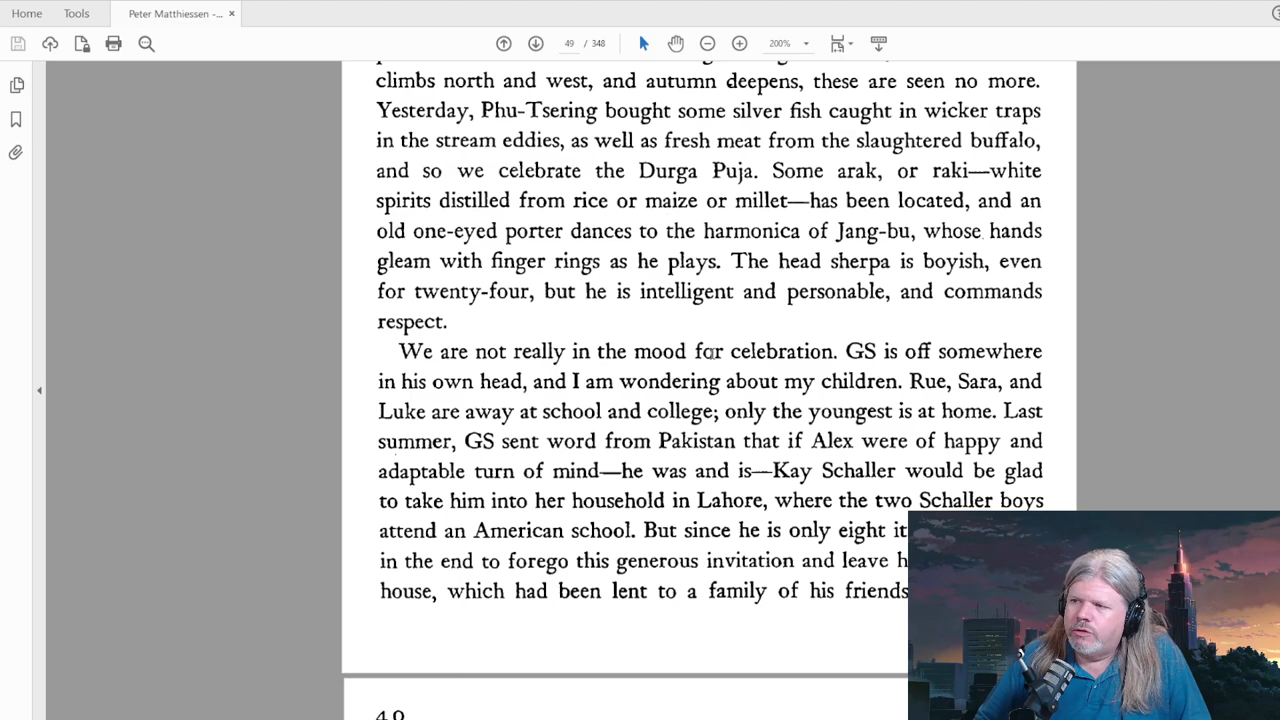 Home Tools Peter Matthiessen -... ×
49 / 348 200%
climbs north and west, and autumn deepens, these are seen no more.
Yesterday, Phu-Tsering bought some silver fish caught in wicker traps
in the stream eddies, as well as fresh meat from the slaughtered buffalo,
and so we celebrate the Durga Puja. Some arak, or raki—white
spirits distilled from rice or maize or millet—has been located, and an
old one-eyed porter dances to the harmonica of Jang-bu, whose hands
gleam with finger rings as he plays. The head sherpa is boyish, even
for twenty-four, but he is intelligent and personable, and commands
respect.
We are not really in the mood for celebration. GS is off somewhere
in his own head, and I am wondering about my children. Rue, Sara, and
Luke are away at school and college; only the youngest is at home. Last
summer, GS sent word from Pakistan that if Alex were of happy and
adaptable turn of mind—he was and is—Kay Schaller would be glad
to take him into her household in Lahore, where the two Schaller boys
attend an American school. But since he is only eight it
in the end to forego this generous invitation and leave h
house, which had been lent to a family of his friends